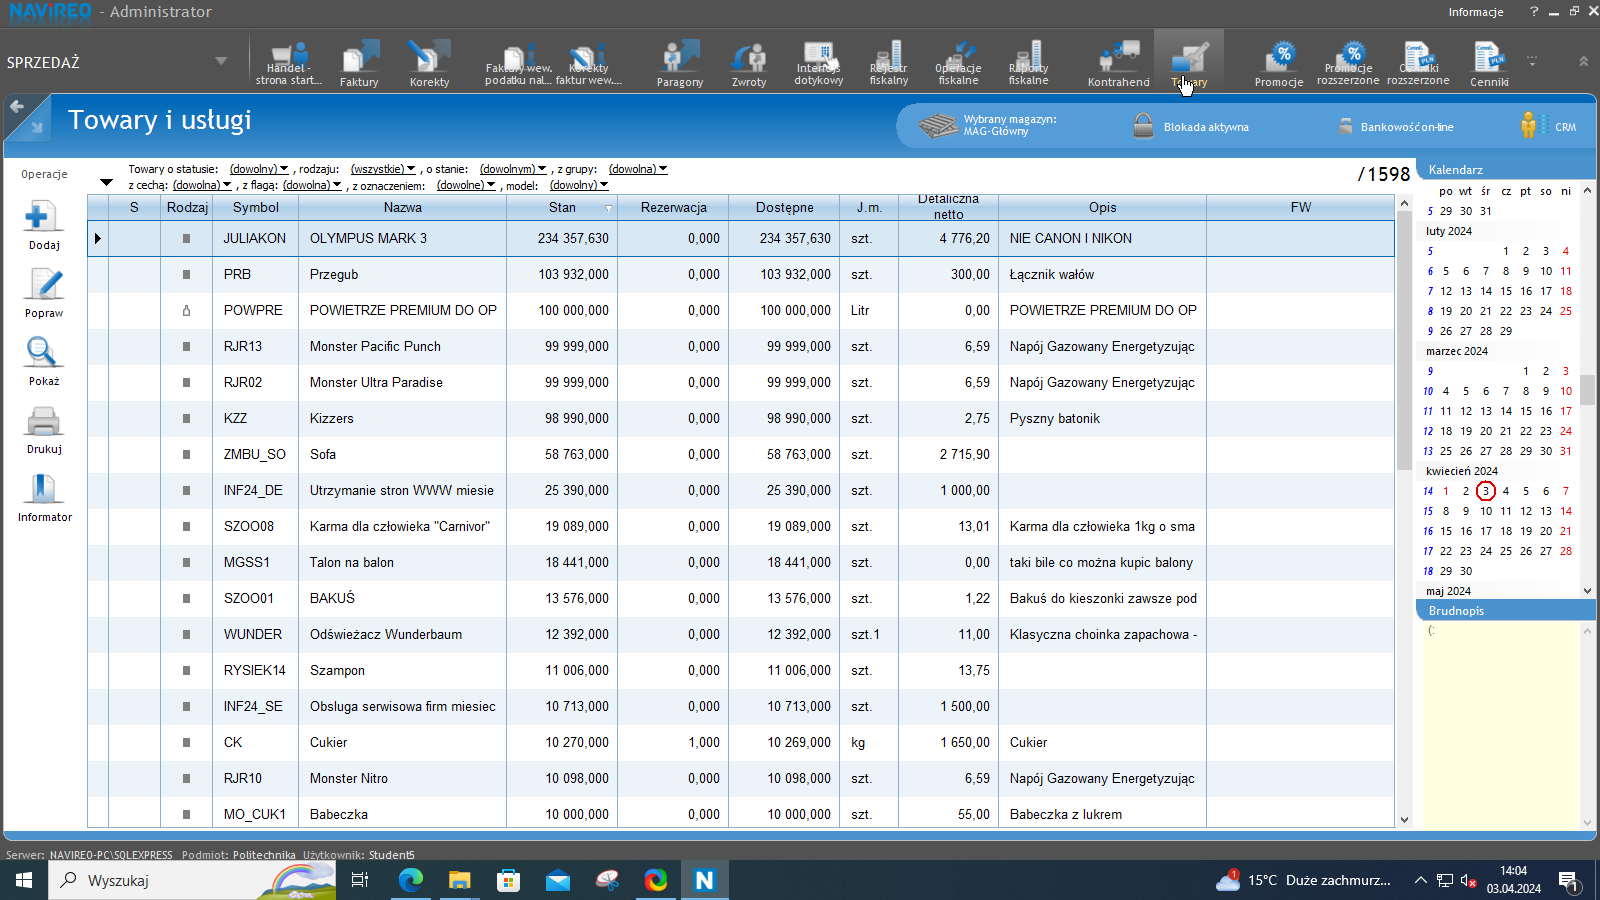 NAVIREO - Administrator
Informacje
SPRZEDAŻ
Handel - strona start...
Faktury
Korekty
Faktury wew. podatku nal...
Korekty faktur wew....
Paragony
Zwroty
dotykowy
Rejestr fiskalny
Operacje fiskalne
Raporty fiskalne
Kontrahenci
Towary
Promocje
Promocje rozszerzone
Cenniki rozszerzone
Cenniki
Towary i usługi
Wybrany magazyn: MAG-Główny
Blokada aktywna
Bankowość on-line
CRM
Operacje
Dodaj
Popraw
Pokaż
Drukuj
Informator
Towary o statusie: (dowolny) , rodzaju: (wszystkie) , o stanie: (dowolnym) , z grupy: (dowolna)
z cechą: (dowolna) , z flagą: (dowolna) , z oznaczeniem: (dowolne) , model: (dowolny)
/1598
S Rodzaj Symbol Nazwa Stan Rezerwacja Dostępne J.m. Detaliczna netto Opis FW
JULIAKON OLYMPUS MARK 3 234 357,630 0,000 234 357,630 szt. 4 776,20 NIE CANON I NIKON
PRB Przegub 103 932,000 0,000 103 932,000 szt. 300,00 Łącznik wałów
POWPRE POWIETRZE PREMIUM DO OP 100 000,000 0,000 100 000,000 Litr 0,00 POWIETRZE PREMIUM DO OP
RJR13 Monster Pacific Punch 99 999,000 0,000 99 999,000 szt. 6,59 Napój Gazowany Energetyzując
RJR02 Monster Ultra Paradise 99 999,000 0,000 99 999,000 szt. 6,59 Napój Gazowany Energetyzując
KZZ Kizzers 98 990,000 0,000 98 990,000 szt. 2,75 Pyszny batonik
ZMBU_SO Sofa 58 763,000 0,000 58 763,000 szt. 2 715,90
INF24_DE Utrzymanie stron WWW miesie 25 390,000 0,000 25 390,000 szt. 1 000,00
SZOO08 Karma dla człowieka "Carnivor" 19 089,000 0,000 19 089,000 szt. 13,01 Karma dla człowieka 1kg o sma
MGSS1 Talon na balon 18 441,000 0,000 18 441,000 szt. 0,00 taki bile co można kupic balony
SZOO01 BAKUŚ 13 576,000 0,000 13 576,000 szt. 1,22 Bakuś do kieszonki zawsze pod
WUNDER Odświeżacz Wunderbaum 12 392,000 0,000 12 392,000 szt.1 11,00 Klasyczna choinka zapachowa -
RYSIEK14 Szampon 11 006,000 0,000 11 006,000 szt. 13,75
INF24_SE Obsluga serwisowa firm miesiec 10 713,000 0,000 10 713,000 szt. 1 500,00
CK Cukier 10 270,000 1,000 10 269,000 kg 1 650,00 Cukier
RJR10 Monster Nitro 10 098,000 0,000 10 098,000 szt. 6,59 Napój Gazowany Energetyzując
MO_CUK1 Babeczka 10 000,000 0,000 10 000,000 szt. 55,00 Babeczka z lukrem
Kalendarz
po wt śr cz pt so ni
5 29 30 31
luty 2024
5 1 2 3 4
6 5 6 7 8 9 10 11
7 12 13 14 15 16 17 18
8 19 20 21 22 23 24 25
9 26 27 28 29
marzec 2024
9 1 2 3
10 4 5 6 7 8 9 10
11 11 12 13 14 15 16 17
12 18 19 20 21 22 23 24
13 25 26 27 28 29 30 31
kwiecień 2024
14 1 2 3 4 5 6 7
15 8 9 10 11 12 13 14
16 15 16 17 18 19 20 21
17 22 23 24 25 26 27 28
18 29 30
maj 2024
Brudnopis
(:
Serwer: NAVIREO-PC\SQLEXPRESS Podmiot: Politechnika Użytkownik: Student5
Wyszukaj
N
1
15°C Duże zachmurz...
14:04
03.04.2024
1